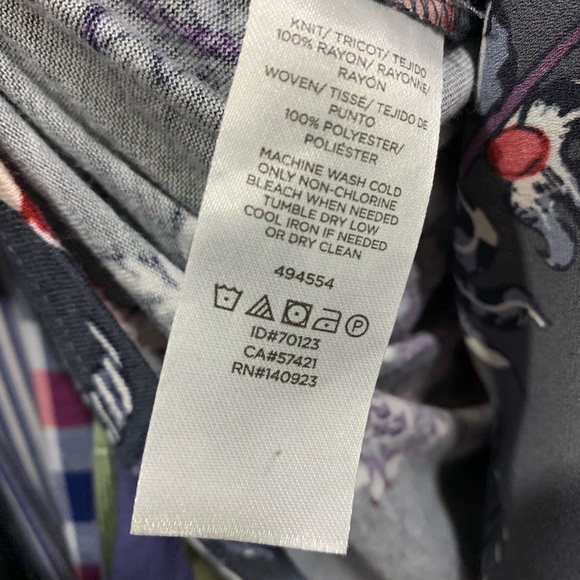 KNIT/ TRICOT/ TEJIDO
100% RAYON/ RAYONNE/
RAYÓN
WOVEN/ TISSÉ/ TEJIDO DE
PUNTO
100% POLYESTER/
POLIÉSTER
MACHINE WASH COLD
ONLY NON-CHLORINE
BLEACH WHEN NEEDED
TUMBLE DRY LOW
COOL IRON IF NEEDED
OR DRY CLEAN
494554
P
ID#70123
CA#57421
RN#140923